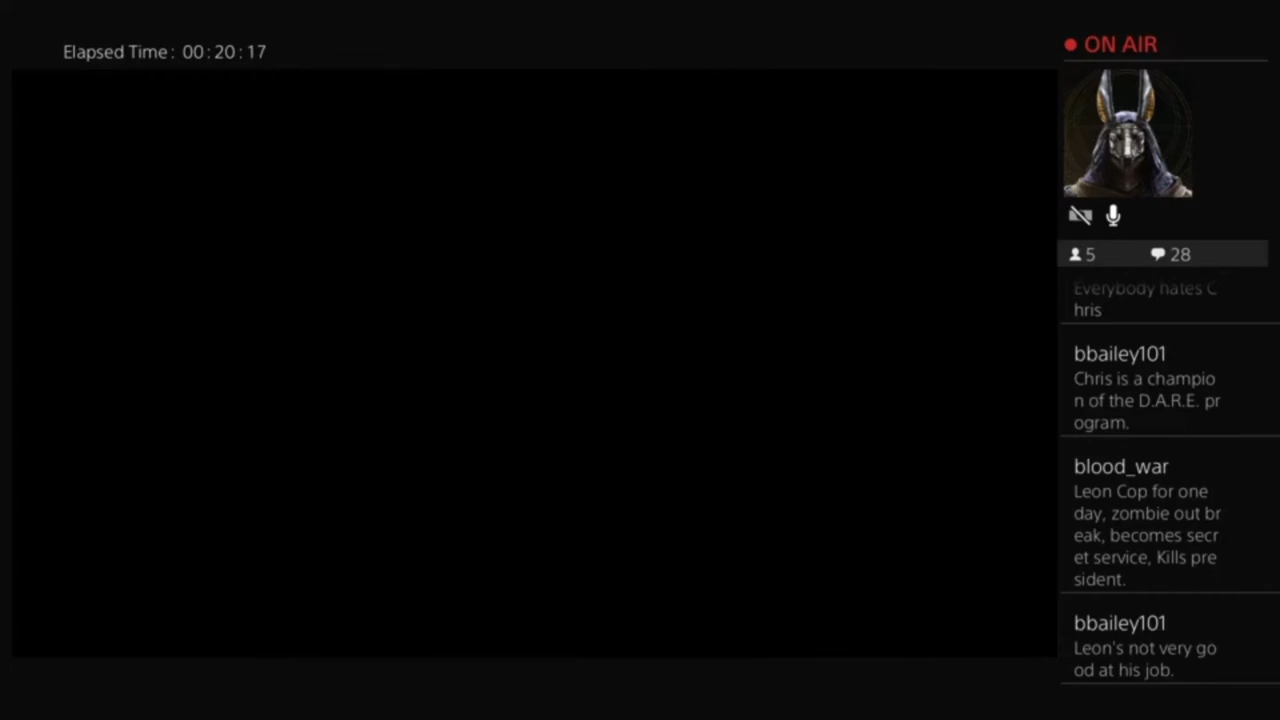 Elapsed Time: 00:20:17
ON AIR
5 28
Everybody hates C
hris
bbailey101
Chris is a champio
n of the D.A.R.E. pr
ogram.
blood_war
Leon Cop for one
day, zombie out br
eak, becomes secr
et service, Kills pre
sident.
bbailey101
Leon's not very go
od at his job.